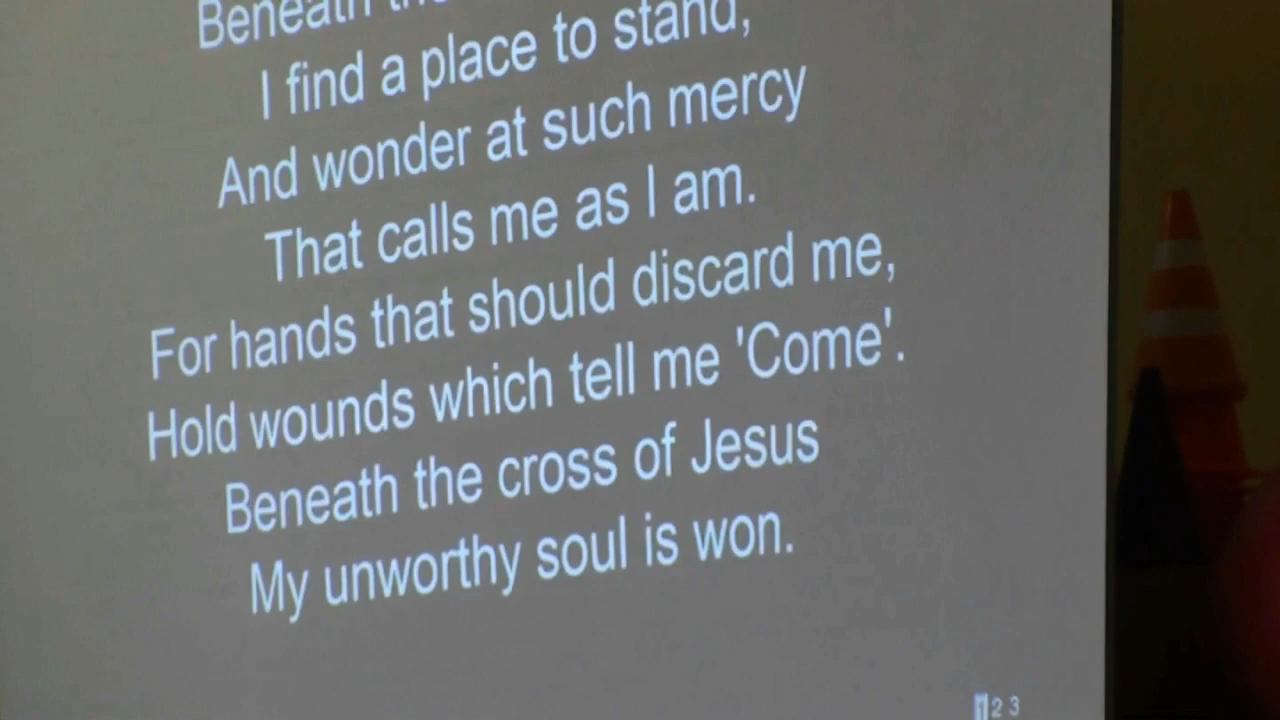 Beneath the
I find a place to stand,
And wonder at such mercy
That calls me as I am.
For hands that should discard me,
Hold wounds which tell me 'Come'.
Beneath the cross of Jesus
My unworthy soul is won.
1 2 3